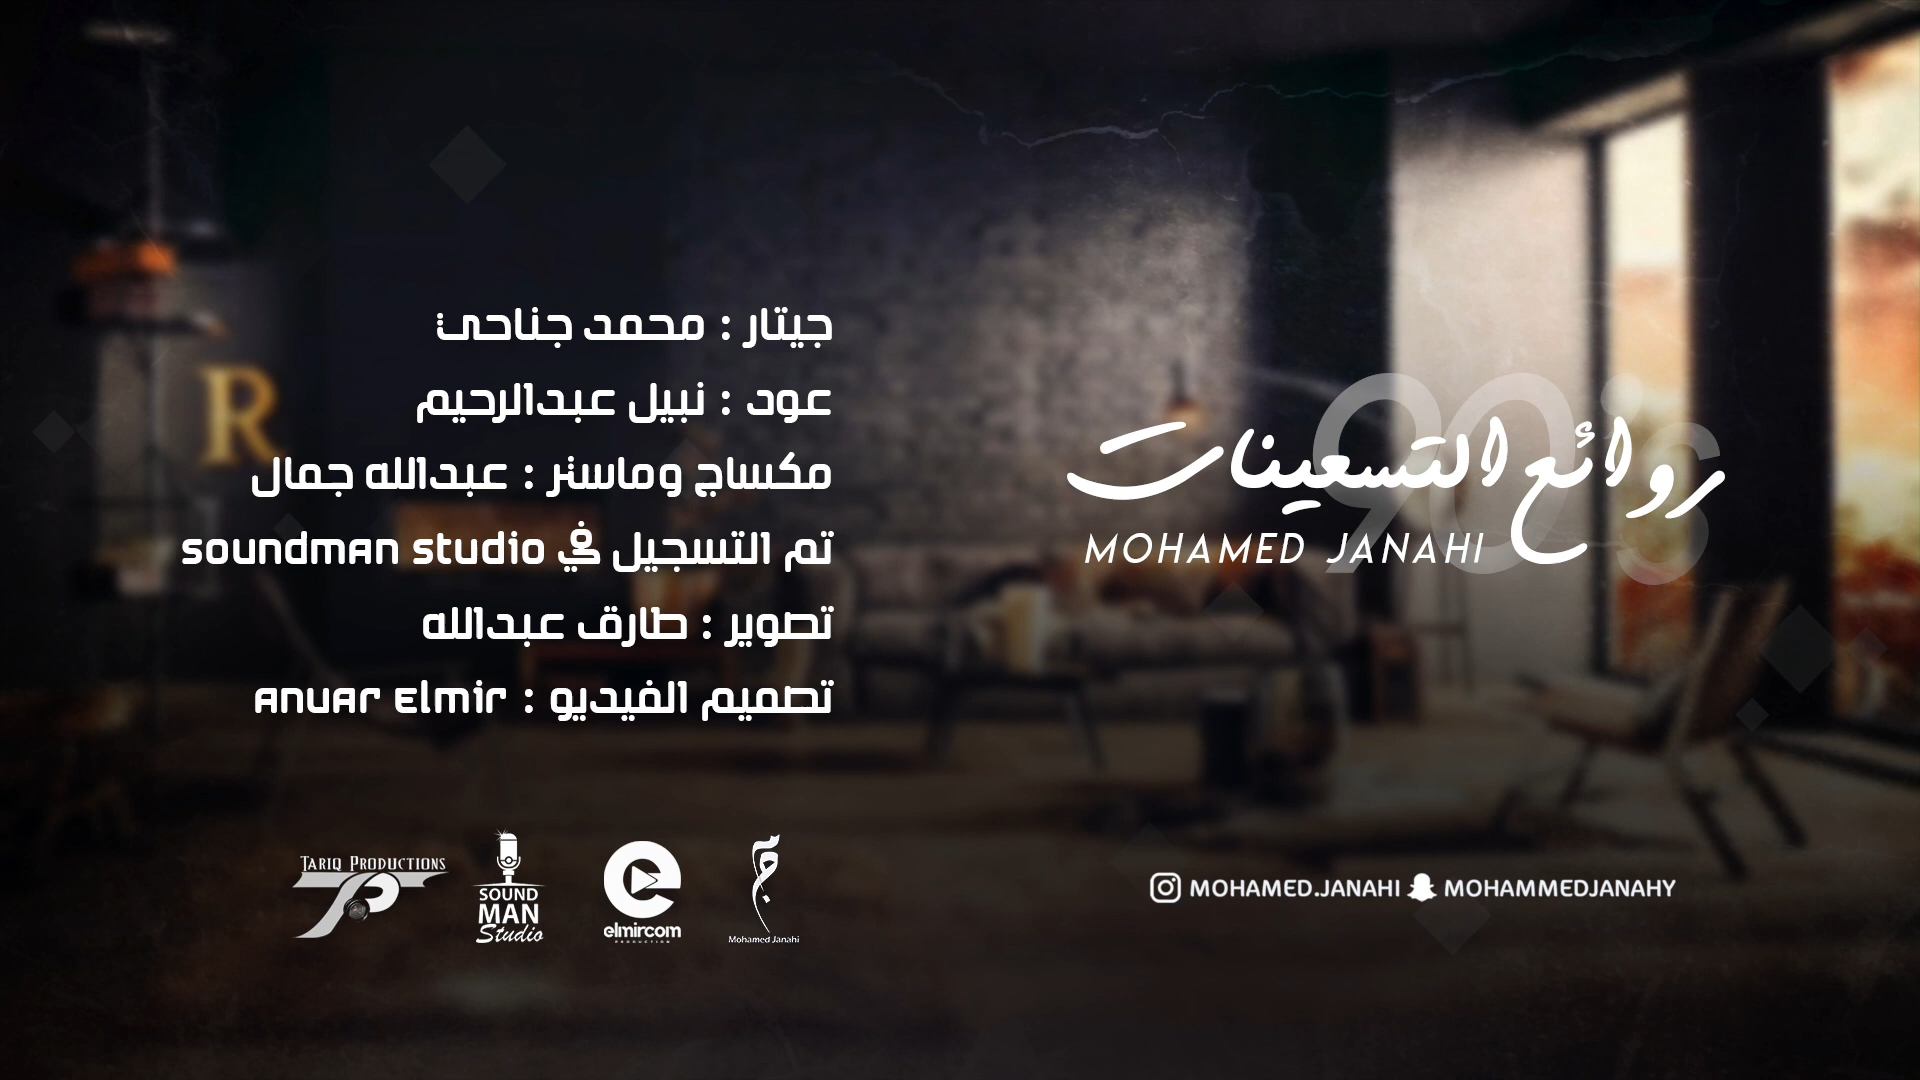 جيتار : محمد جناحي
عود : نبيل عبدالرحيم
مكساج وماستر : عبدالله جمال
تم التسجيل في soundman studio
تصوير : طارق عبدالله
تصميم الفيديو : anuar Elmir
90's
روائع التسعينات
MOHAMED JANAHI
R
TARIQ PRODUCTIONS
SOUND
MAN
Studio
elmircom
PRODUCTION
Mohamed Janahi
MOHAMED.JANAHI MOHAMMEDJANAHY